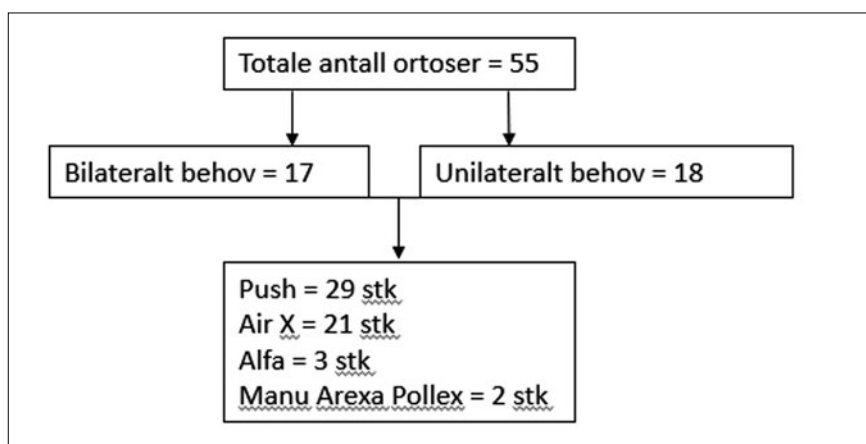 Totale antall ortoser = 55
Bilateralt behov = 17
Unilateralt behov = 18
Push = 29 stk
Air X = 21 stk
Alfa = 3 stk
Manu Arexa Pollex = 2 stk